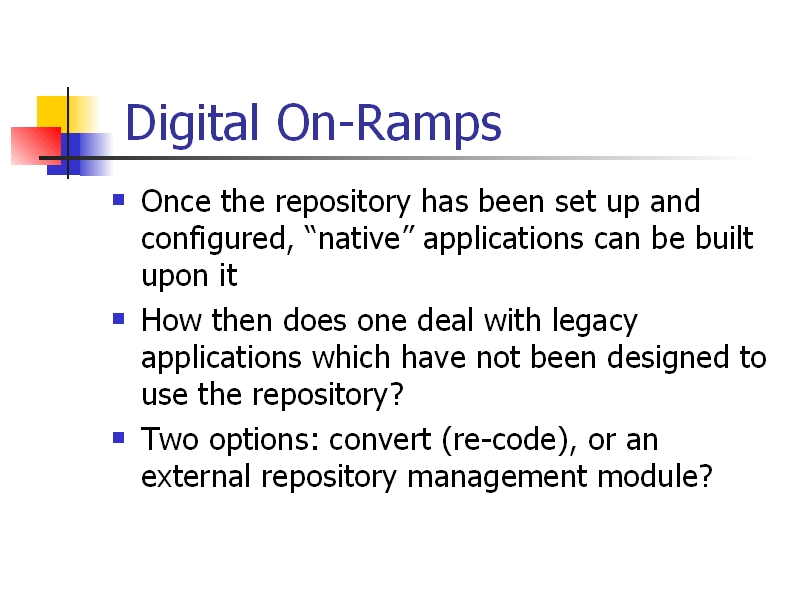 Digital On-Ramps
Once the repository has been set up and
configured, “native” applications can be built
upon it
How then does one deal with legacy
applications which have not been designed to
use the repository?
Two options: convert (re-code), or an
external repository management module?